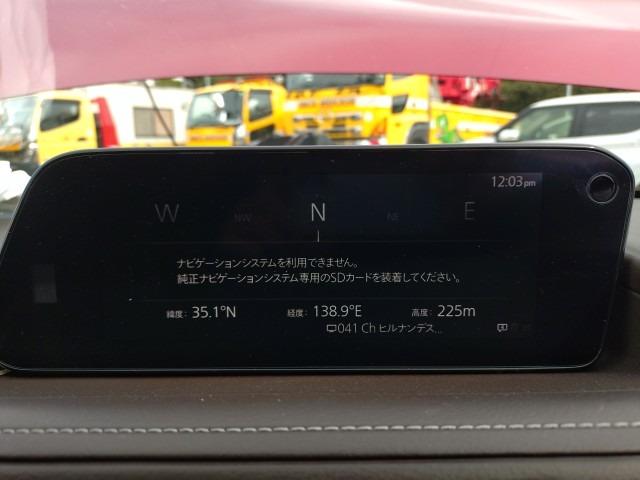 12:03pm
W NW N NE E
ナビゲーションシステムを利用できません。
純正ナビゲーションシステム専用のSDカードを装着してください。
緯度: 35.1°N 経度: 138.9°E 高度: 225m
041 Ch ヒルナンデス...